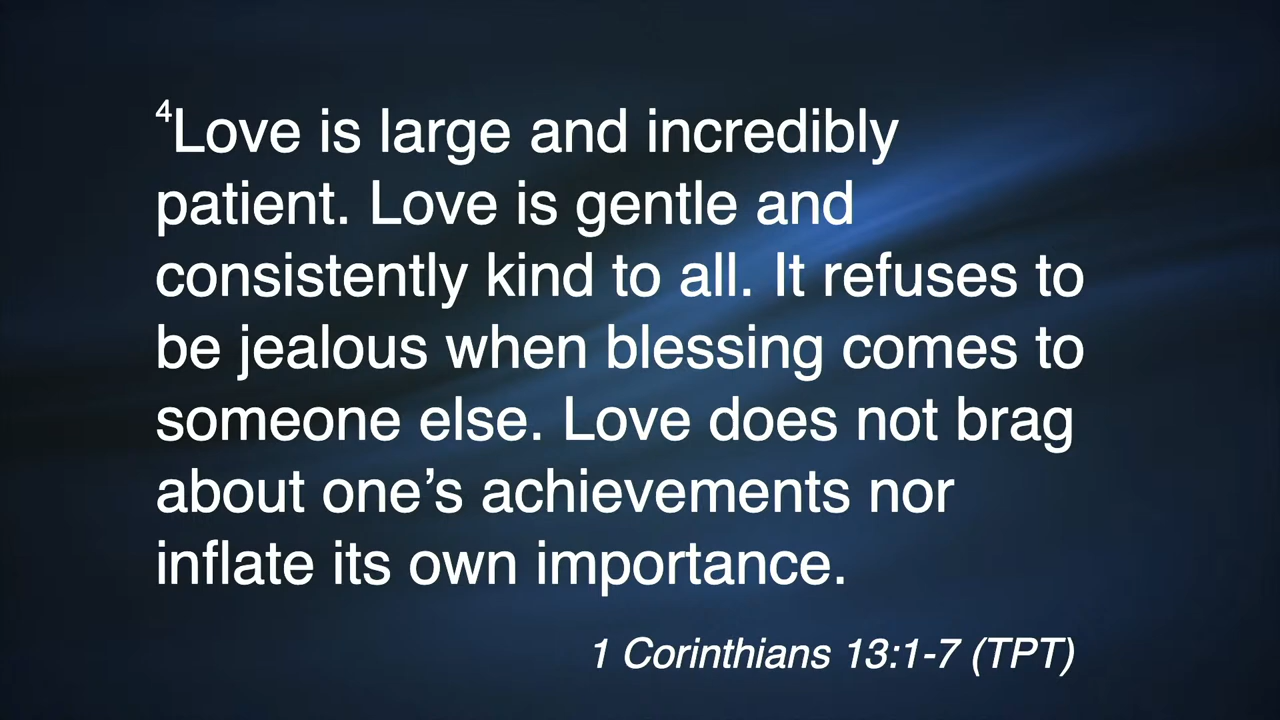 ⁴Love is large and incredibly
patient. Love is gentle and
consistently kind to all. It refuses to
be jealous when blessing comes to
someone else. Love does not brag
about one’s achievements nor
inflate its own importance.
1 Corinthians 13:1-7 (TPT)